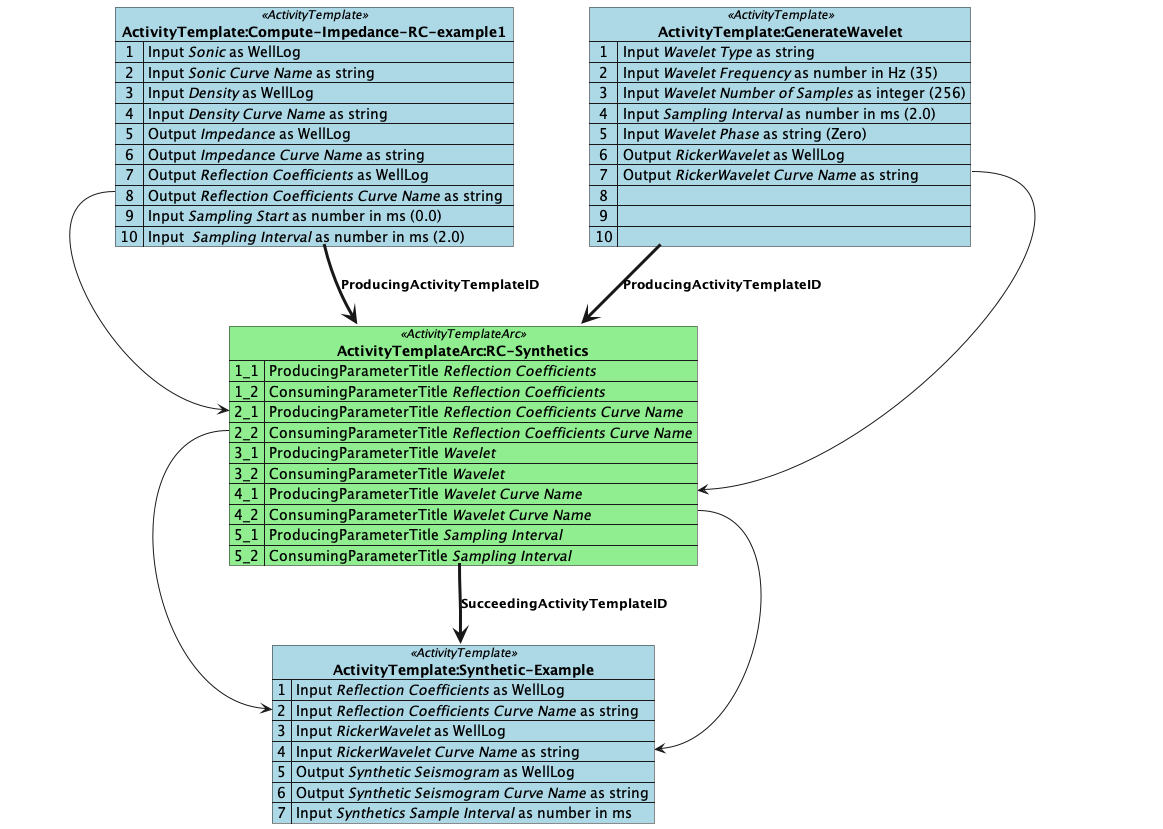 «ActivityTemplate»
ActivityTemplate:Compute-Impedance-RC-example1
1 Input Sonic as WellLog
2 Input Sonic Curve Name as string
3 Input Density as WellLog
4 Input Density Curve Name as string
5 Output Impedance as WellLog
6 Output Impedance Curve Name as string
7 Output Reflection Coefficients as WellLog
8 Output Reflection Coefficients Curve Name as string
9 Input Sampling Start as number in ms (0.0)
10 Input Sampling Interval as number in ms (2.0)
«ActivityTemplate»
ActivityTemplate:GenerateWavelet
1 Input Wavelet Type as string
2 Input Wavelet Frequency as number in Hz (35)
3 Input Wavelet Number of Samples as integer (256)
4 Input Sampling Interval as number in ms (2.0)
5 Input Wavelet Phase as string (Zero)
6 Output RickerWavelet as WellLog
7 Output RickerWavelet Curve Name as string
8
9
10
ProducingActivityTemplateID
ProducingActivityTemplateID
«ActivityTemplateArc»
ActivityTemplateArc:RC-Synthetics
1_1 ProducingParameterTitle Reflection Coefficients
1_2 ConsumingParameterTitle Reflection Coefficients
2_1 ProducingParameterTitle Reflection Coefficients Curve Name
2_2 ConsumingParameterTitle Reflection Coefficients Curve Name
3_1 ProducingParameterTitle Wavelet
3_2 ConsumingParameterTitle Wavelet
4_1 ProducingParameterTitle Wavelet Curve Name
4_2 ConsumingParameterTitle Wavelet Curve Name
5_1 ProducingParameterTitle Sampling Interval
5_2 ConsumingParameterTitle Sampling Interval
SucceedingActivityTemplateID
«ActivityTemplate»
ActivityTemplate:Synthetic-Example
1 Input Reflection Coefficients as WellLog
2 Input Reflection Coefficients Curve Name as string
3 Input RickerWavelet as WellLog
4 Input RickerWavelet Curve Name as string
5 Output Synthetic Seismogram as WellLog
6 Output Synthetic Seismogram Curve Name as string
7 Input Synthetics Sample Interval as number in ms